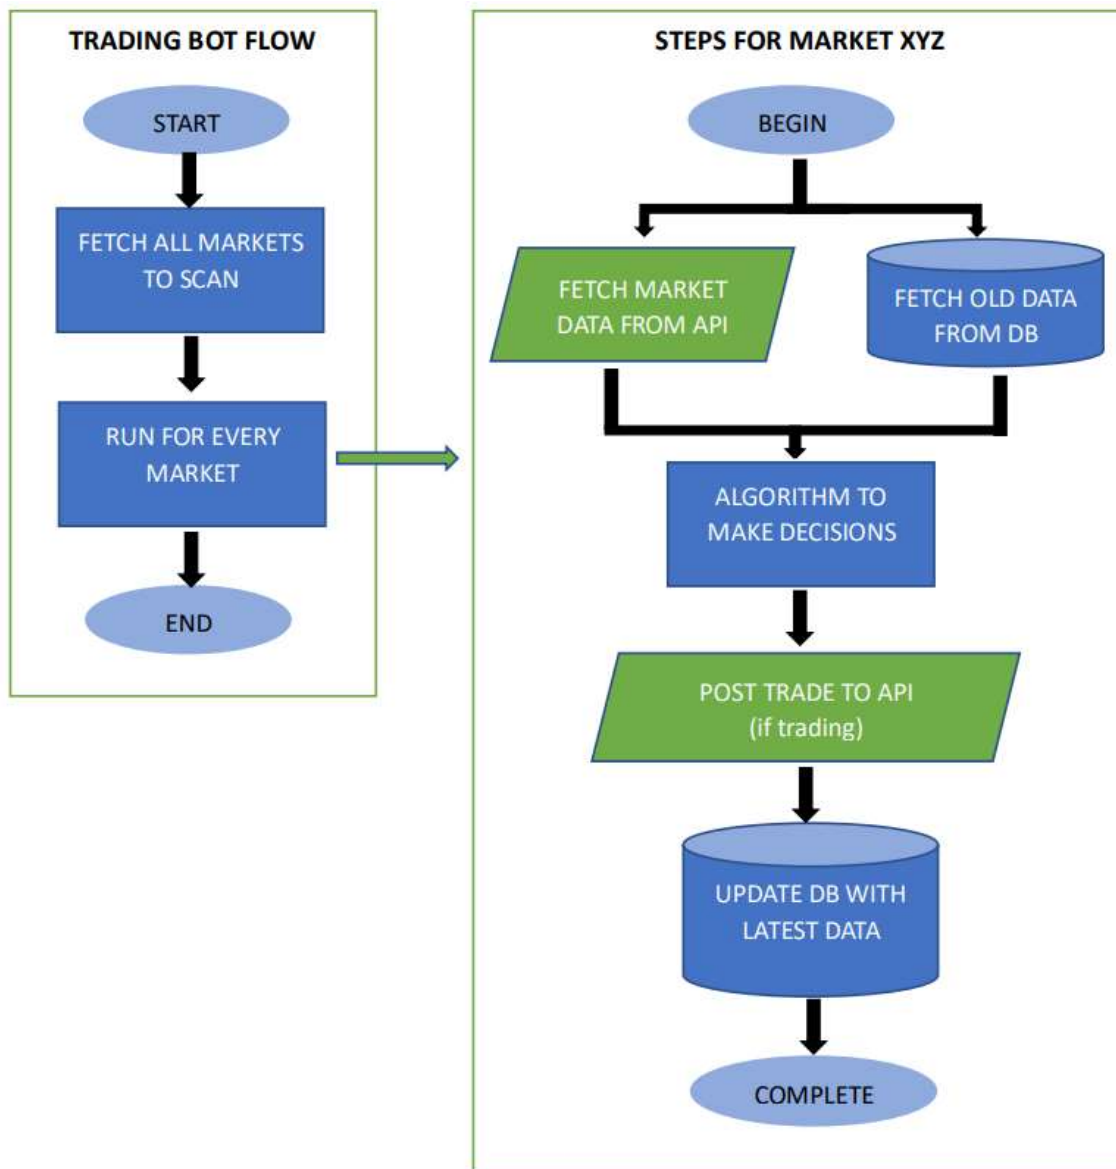 TRADING BOT FLOW
START
FETCH ALL MARKETS
TO SCAN
RUN FOR EVERY
MARKET
END
STEPS FOR MARKET XYZ
BEGIN
FETCH MARKET
DATA FROM API
FETCH OLD DATA
FROM DB
ALGORITHM TO
MAKE DECISIONS
POST TRADE TO API
(if trading)
UPDATE DB WITH
LATEST DATA
COMPLETE